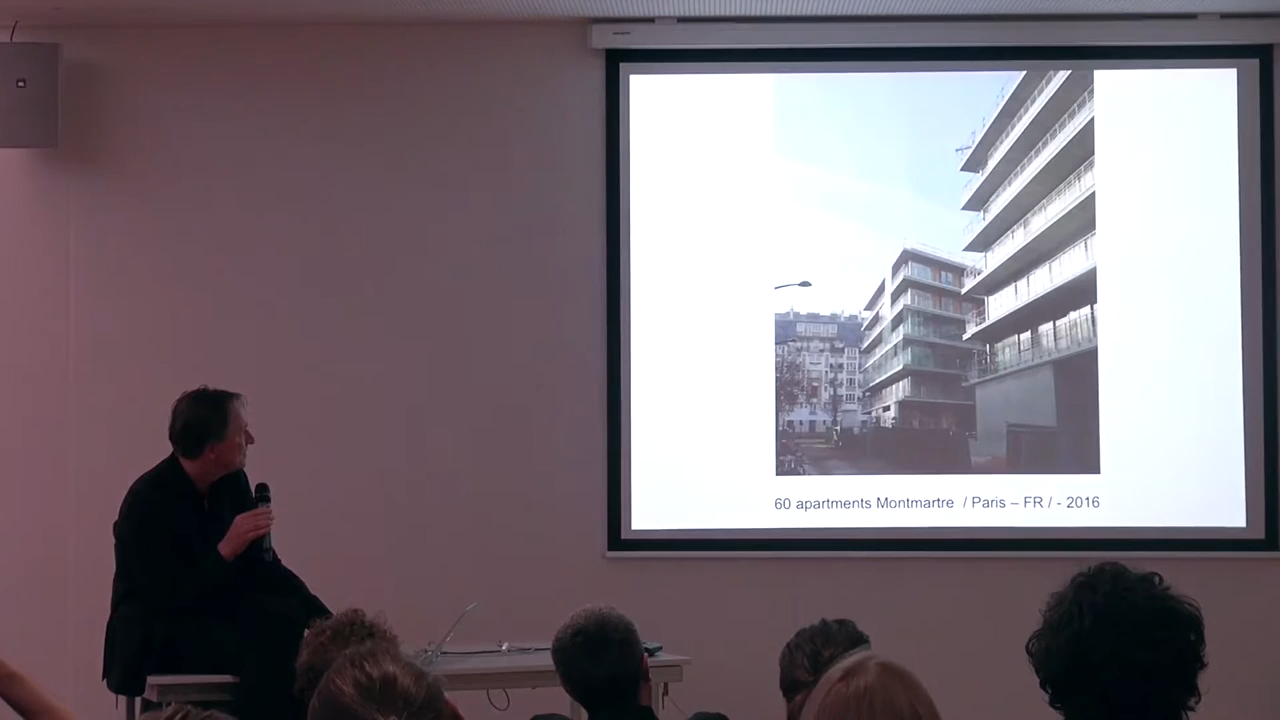 60 apartments Montmartre / Paris – FR / - 2016